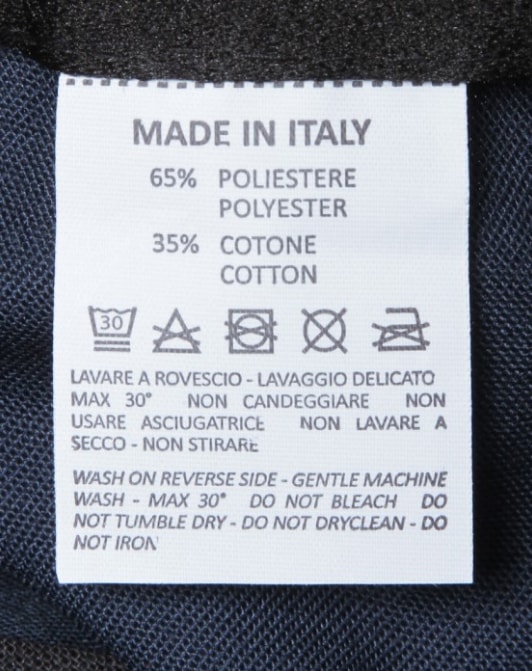 MADE IN ITALY
65% POLIESTERE
POLYESTER
35% COTONE
COTTON
30
LAVARE A ROVESCIO - LAVAGGIO DELICATO
MAX 30° NON CANDEGGIARE NON
USARE ASCIUGATRICE NON LAVARE A
SECCO - NON STIRARE
WASH ON REVERSE SIDE - GENTLE MACHINE
WASH - MAX 30° DO NOT BLEACH DO
NOT TUMBLE DRY - DO NOT DRYCLEAN - DO
NOT IRON